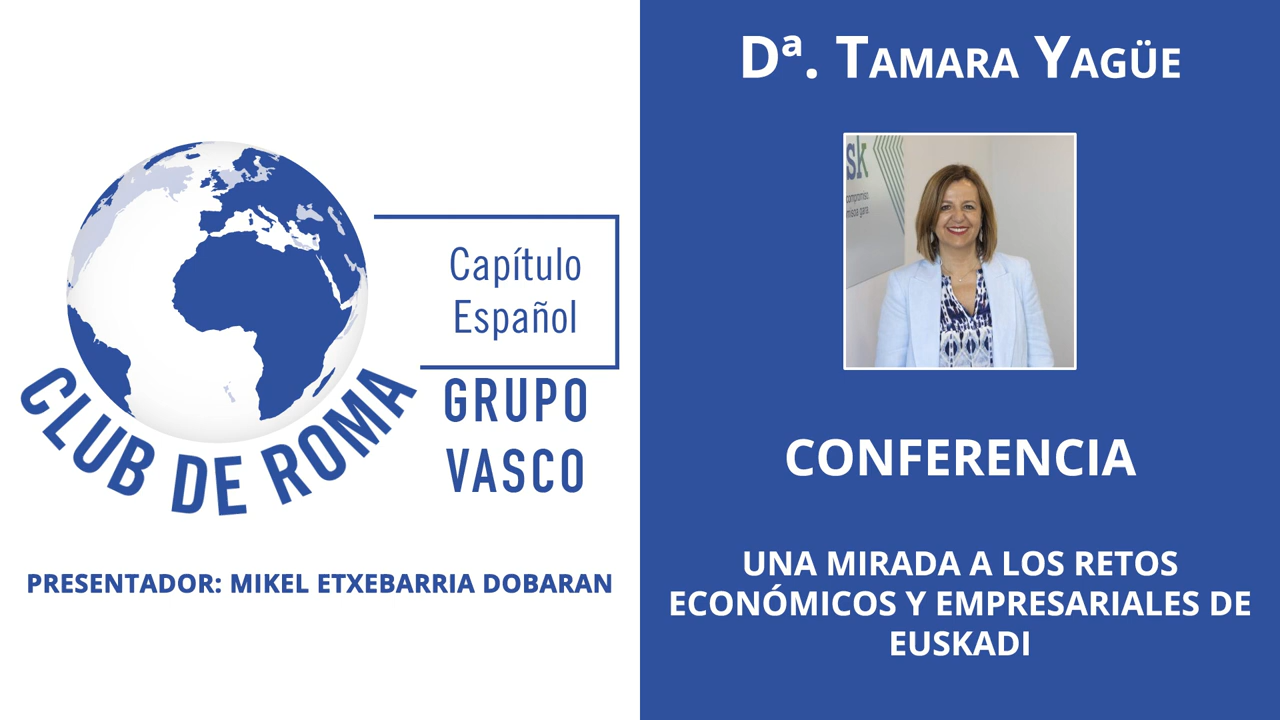 Capítulo
Español
CLUB DE ROMA
GRUPO
VASCO
PRESENTADOR: MIKEL ETXEBARRIA DOBARAN
Dª. TAMARA YAGÜE
sk
CONFERENCIA
UNA MIRADA A LOS RETOS
ECONÓMICOS Y EMPRESARIALES DE
EUSKADI